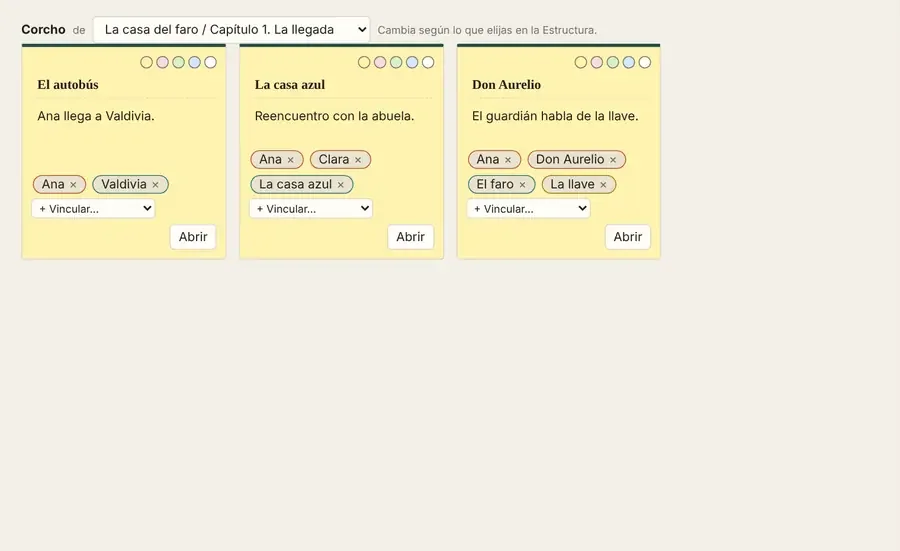 Corcho de La casa del faro / Capítulo 1. La llegada Cambia según lo que elijas en la Estructura.
El autobús
Ana llega a Valdivia.
Ana × Valdivia ×
+ Vincular...
Abrir
La casa azul
Reencuentro con la abuela.
Ana × Clara ×
La casa azul ×
+ Vincular...
Abrir
Don Aurelio
El guardián habla de la llave.
Ana × Don Aurelio ×
El faro × La llave ×
+ Vincular...
Abrir